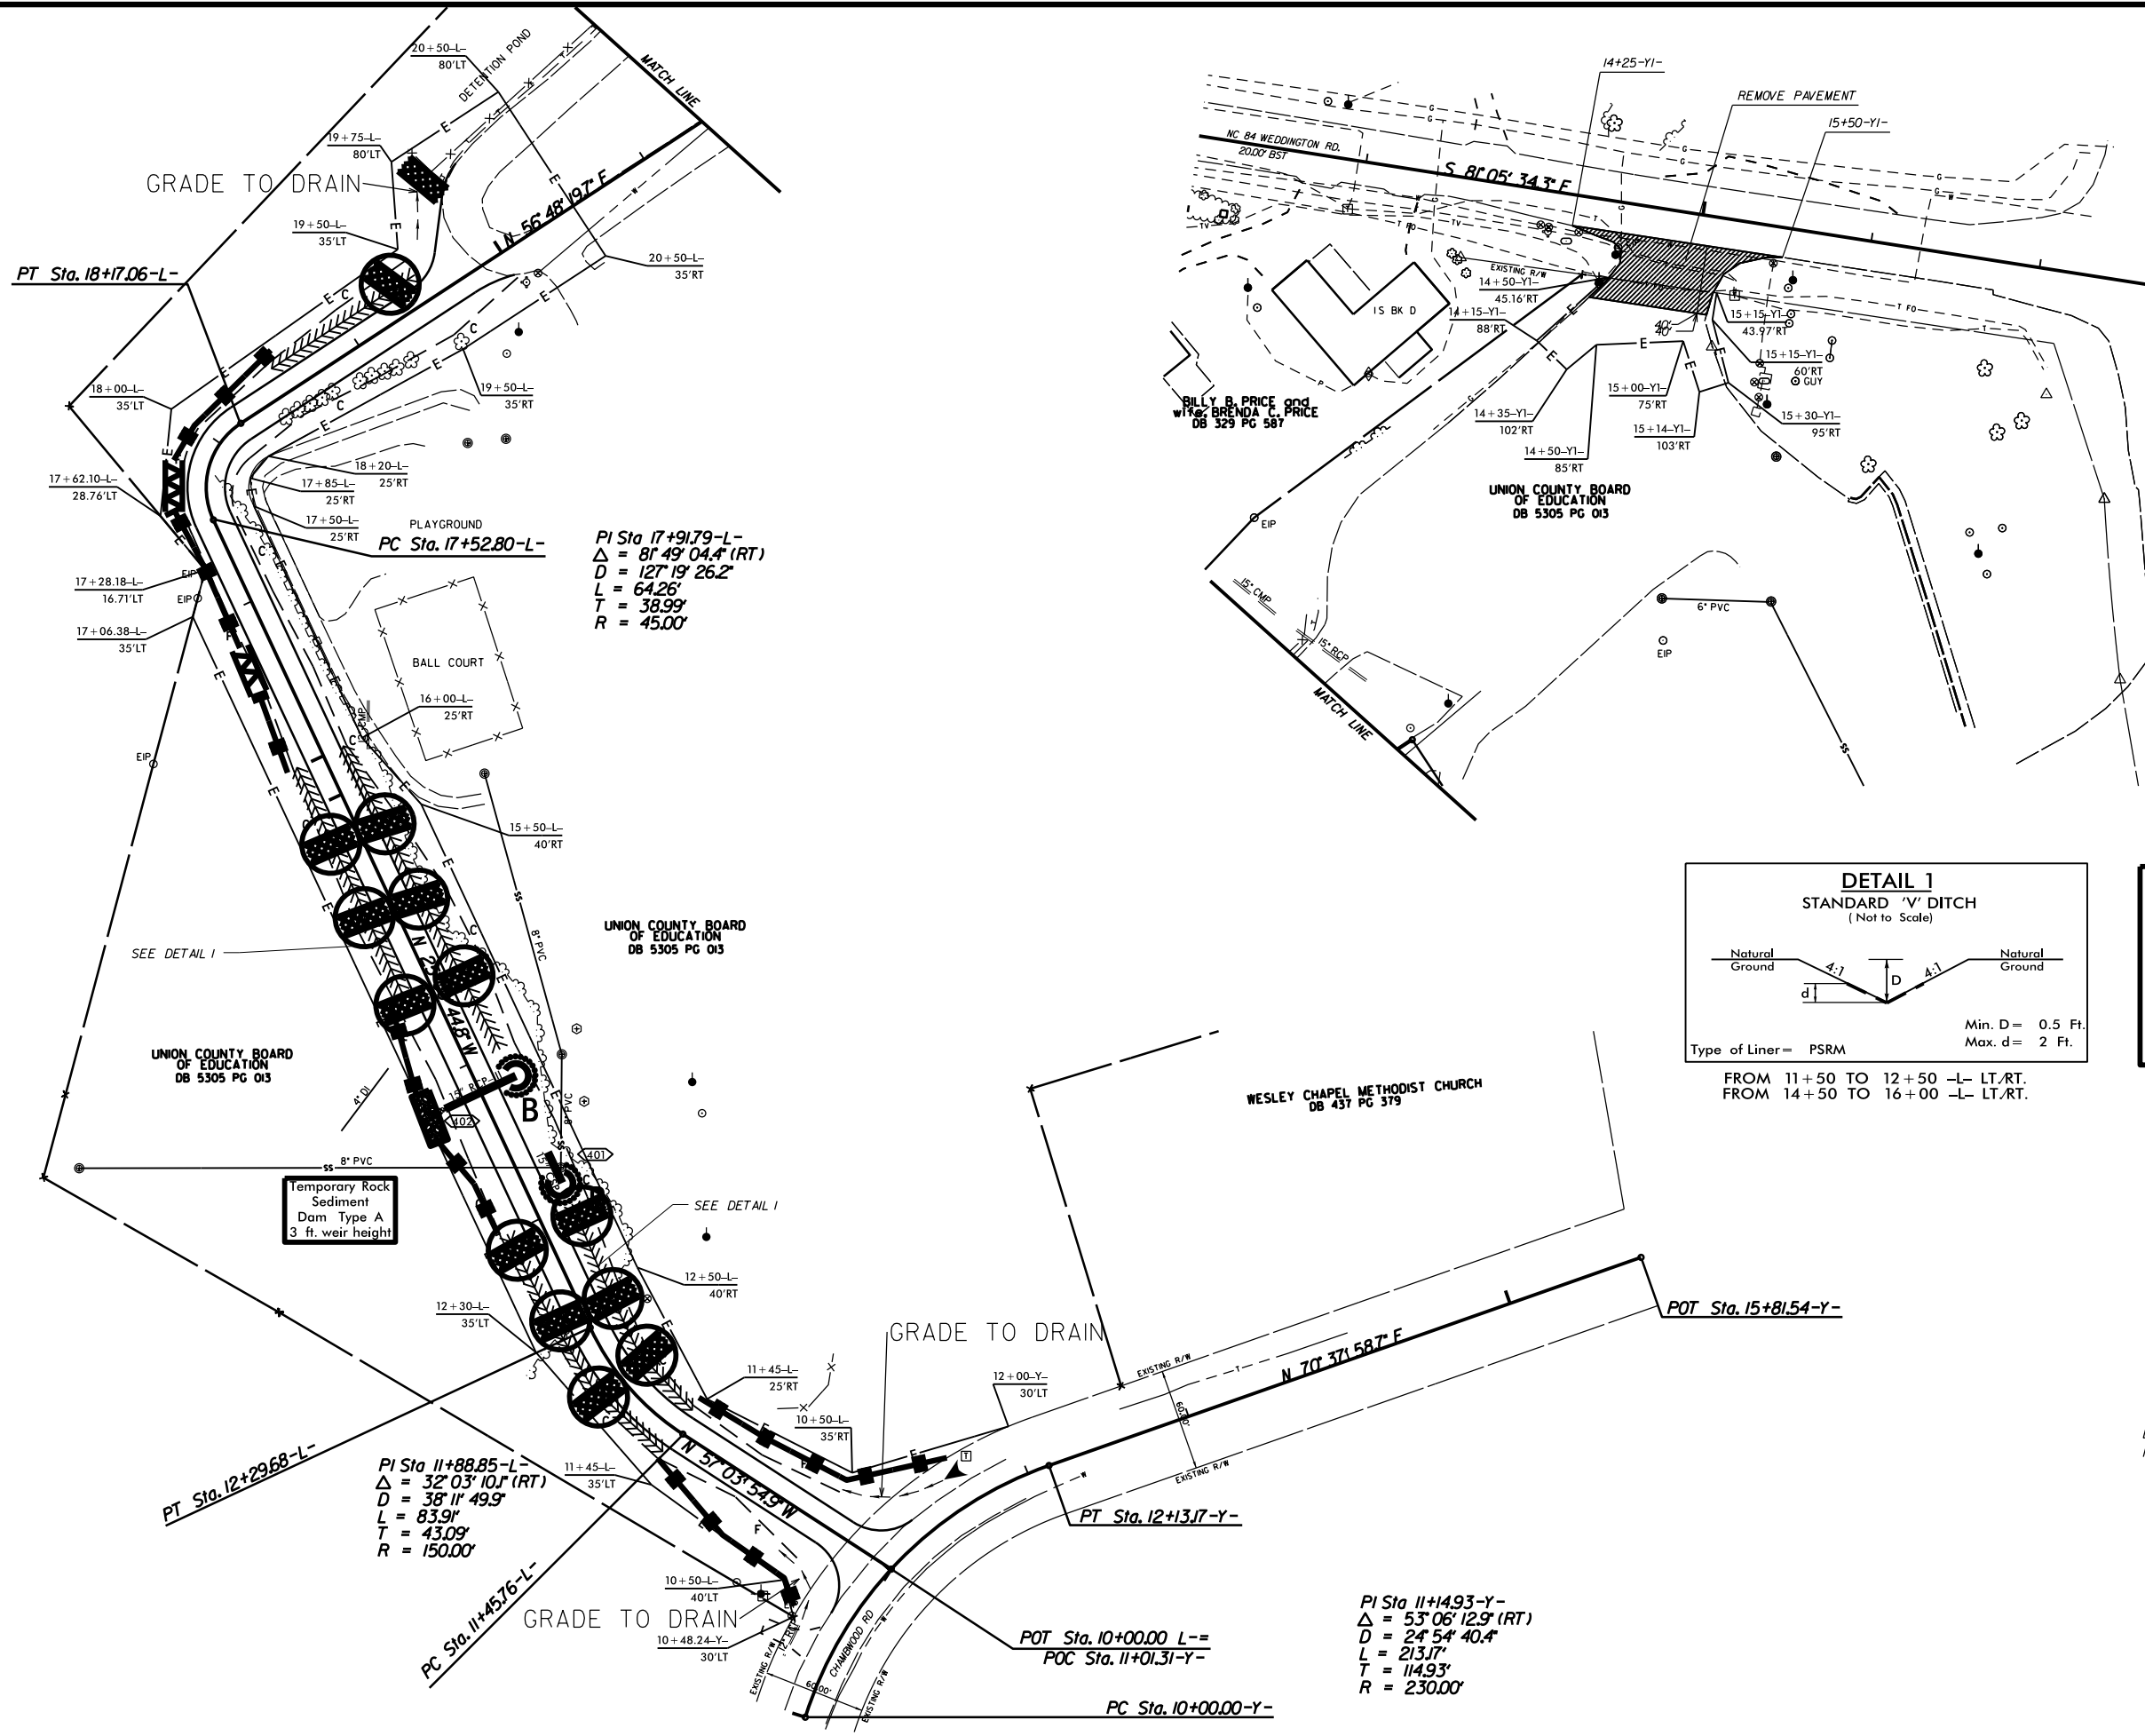 20+50-L-
80'LT
DETENTION POND
MATCH LINE
19+75-L-
80'LT
GRADE TO DRAIN
19+50-L-
35'LT
PT Sta. 18+17.06-L-
20+50-L-
35'RT
18+00-L-
35'LT
19+50-L-
35'RT
17+62.10-L-
28.76'LT
18+20-L-
25'RT
17+85-L-
25'RT
17+50-L-
25'RT
PLAYGROUND
PC Sta. 17+52.80-L-
17+28.18-L-
16.71'LT
EIP
EIP
17+06.38-L-
35'LT
PI Sta 17+91.79-L-
Δ = 81° 49' 04.4" (RT)
D = 127° 19' 26.2"
L = 64.26'
T = 38.99'
R = 45.00'
BALL COURT
16+00-L-
25'RT
EIP
15+50-L-
40'RT
SEE DETAIL 1
8" PVC
SS
UNION COUNTY BOARD
OF EDUCATION
DB 5305 PG 013
UNION COUNTY BOARD
OF EDUCATION
DB 5305 PG 013
4" DI
15" RCP
402
B
8" PVC
401
SS
8" PVC
Temporary Rock
Sediment
Dam Type A
3 ft. weir height
SEE DETAIL 1
12+50-L-
40'RT
12+30-L-
35'LT
GRADE TO DRAIN
11+45-L-
25'RT
12+00-Y-
30'LT
10+50-L-
35'RT
PT Sta. 12+29.68-L-
PI Sta 11+88.85-L-
Δ = 32° 03' 10.1" (RT)
D = 38° 11' 49.9"
L = 83.91'
T = 43.09'
R = 150.00'
11+45-L-
35'LT
N 57° 03' 54.9" W
PC Sta. 11+45.76-L-
10+50-L-
40'LT
GRADE TO DRAIN
10+48.24-Y-
30'LT
EXISTING R/W
60.00'
CHAMWOOD RD
EXISTING R/W
POT Sta. 10+00.00 L-=
POC Sta. 11+01.31-Y-
PC Sta. 10+00.00-Y-
PT Sta. 12+13.17-Y-
EXISTING R/W
60.00'
EXISTING R/W
N 70° 37' 58.7" E
POT Sta. 15+81.54-Y-
PI Sta 11+14.93-Y-
Δ = 53° 06' 12.9" (RT)
D = 24° 54' 40.4"
L = 213.17'
T = 114.93'
R = 230.00'
WESLEY CHAPEL METHODIST CHURCH
DB 437 PG 379
14+25-Y1-
REMOVE PAVEMENT
15+50-Y1-
NC 84 WEDDINGTON RD.
20.00' BST
S 81° 05' 34.3" E
EXISTING R/W
14+50-Y1-
45.16'RT
14+15-Y1-
88'RT
1S BK D
40'
40'
15+15-Y1-
43.97'RT
15+15-Y1-
60'RT
GUY
15+00-Y1-
75'RT
BILLY B. PRICE and
wife, BRENDA C. PRICE
DB 329 PG 587
14+35-Y1-
102'RT
15+14-Y1-
103'RT
15+30-Y1-
95'RT
14+50-Y1-
85'RT
UNION COUNTY BOARD
OF EDUCATION
DB 5305 PG 013
EIP
15" CMP
15" RCP
6" PVC
EIP
SS
MATCH LINE
DETAIL 1
STANDARD 'V' DITCH
( Not to Scale)
Natural
Ground
4:1
D
4:1
Natural
Ground
d
Min. D= 0.5 Ft.
Max. d= 2 Ft.
Type of Liner= PSRM
FROM 11+50 TO 12+50 -L- LT./RT.
FROM 14+50 TO 16+00 -L- LT./RT.